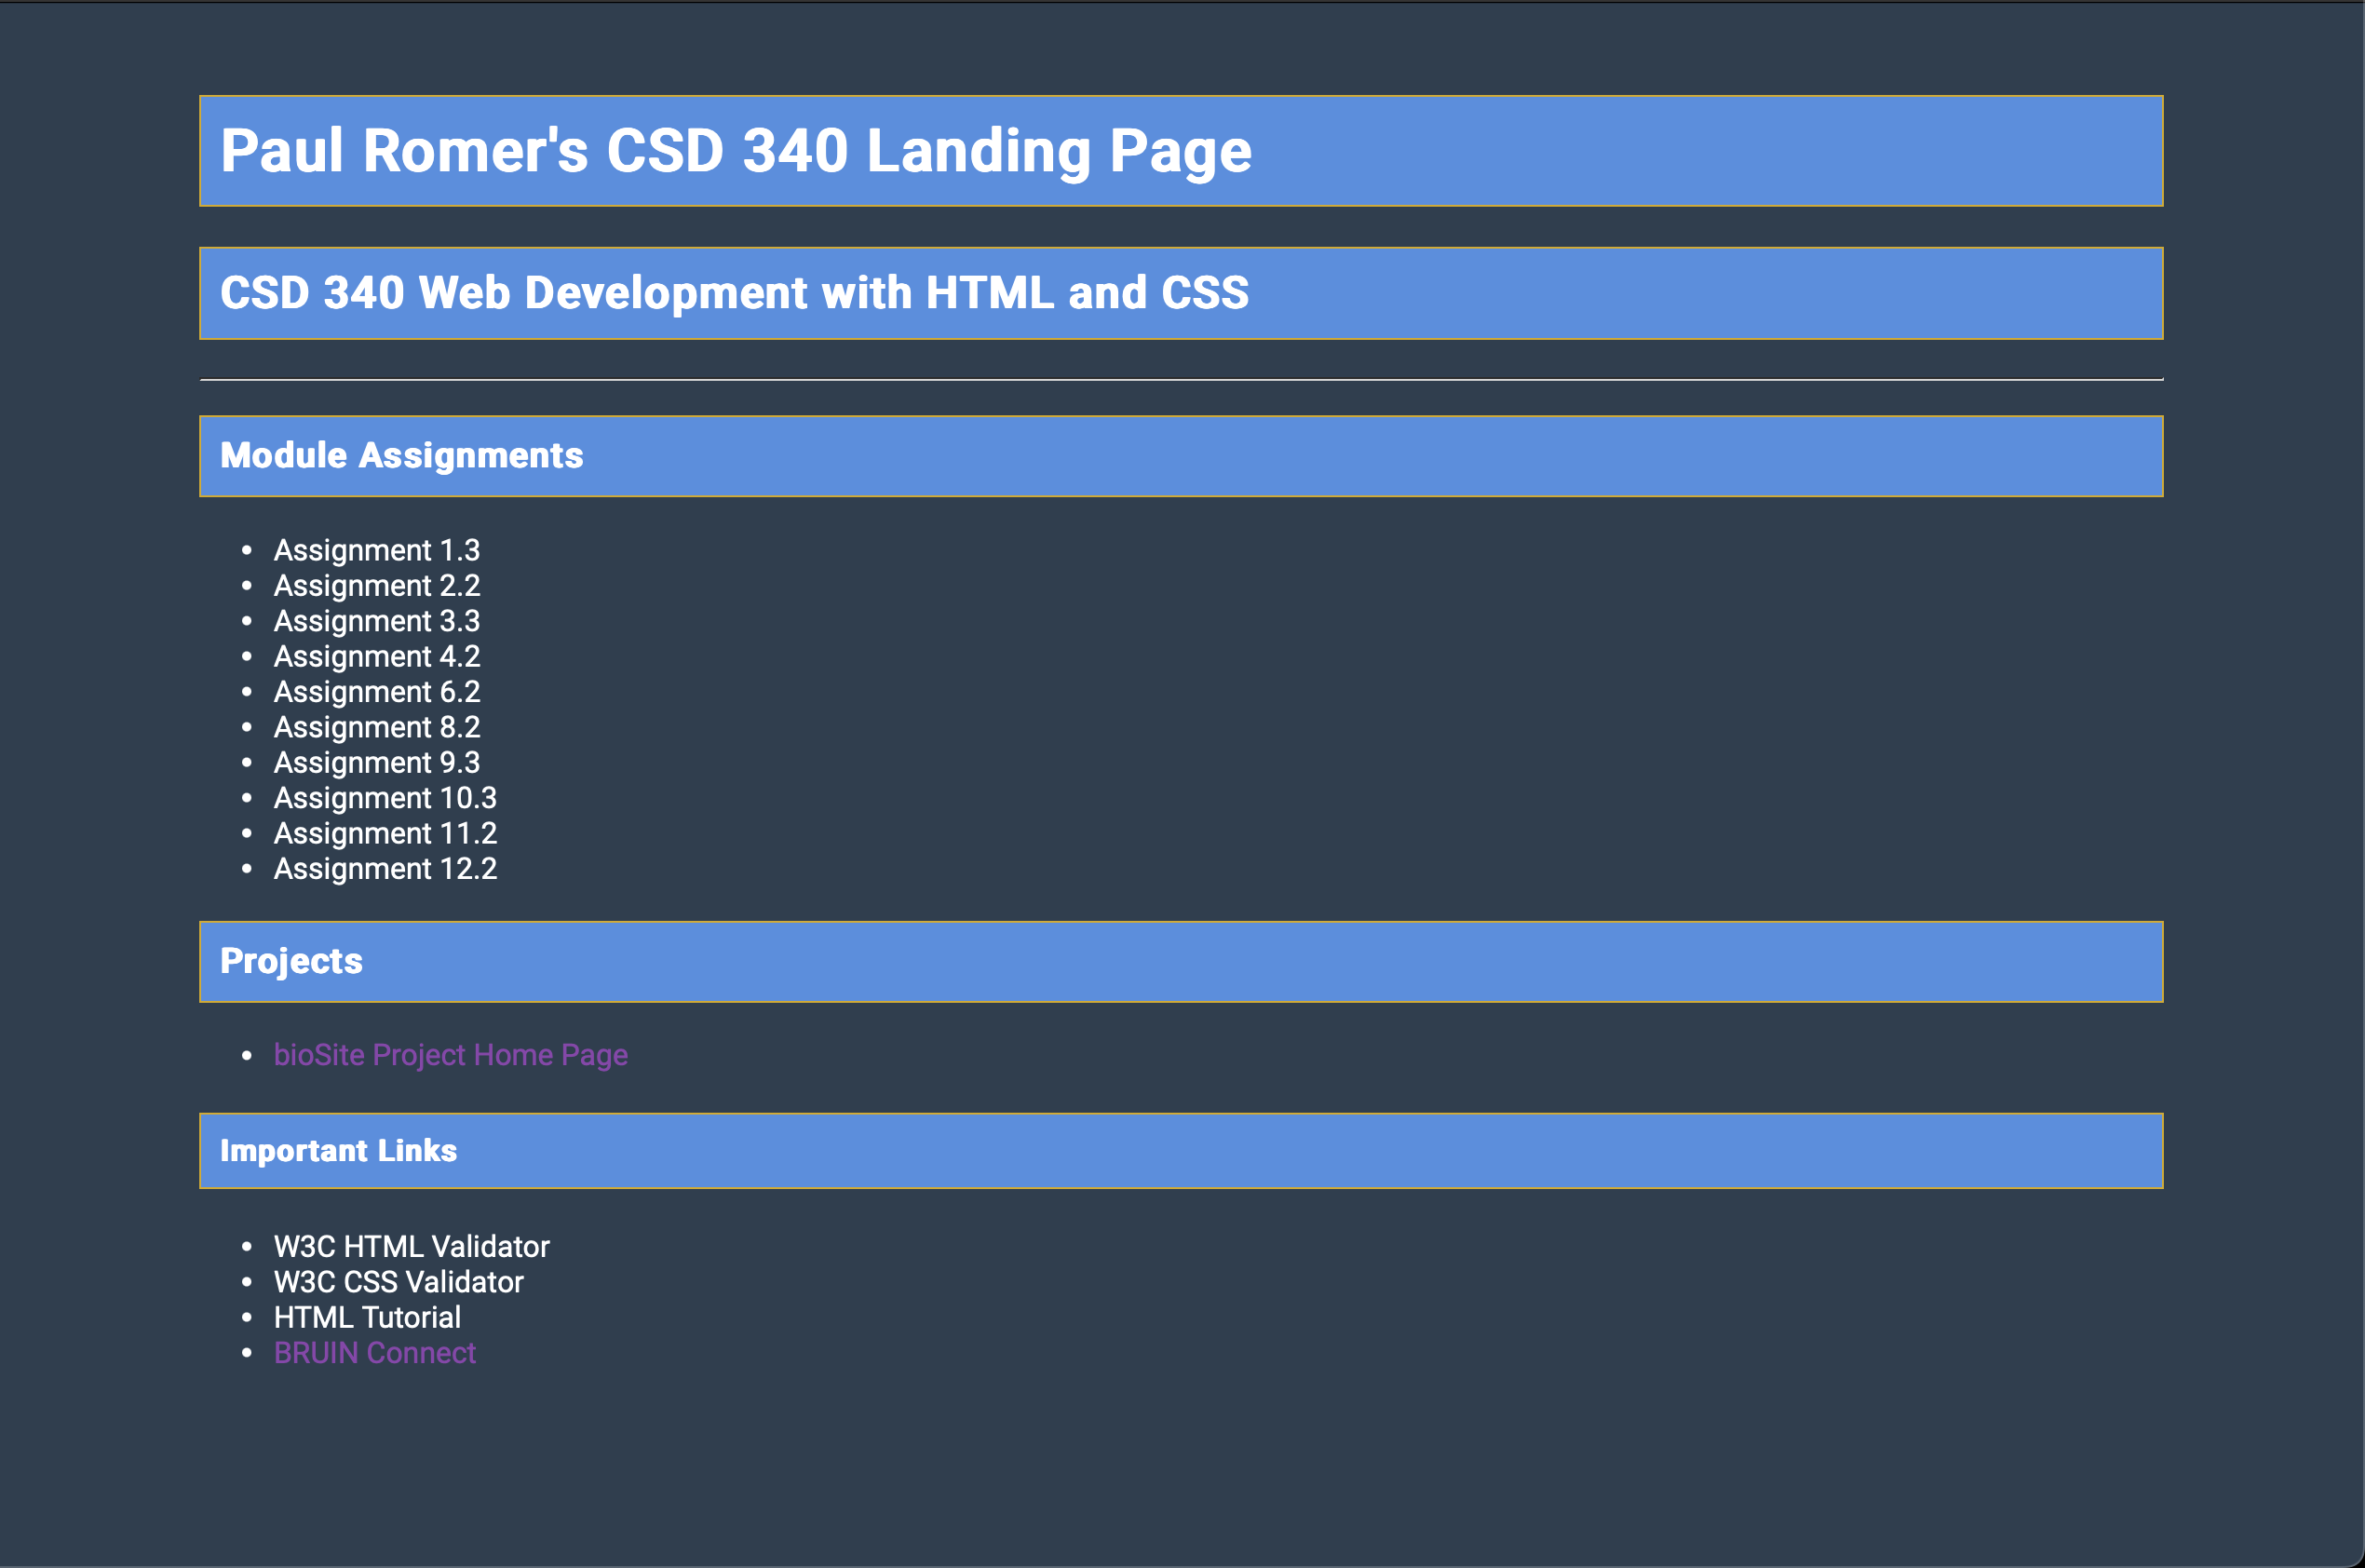 Paul Romer's CSD 340 Landing Page
CSD 340 Web Development with HTML and CSS
Module Assignments
Assignment 1.3
Assignment 2.2
Assignment 3.3
Assignment 4.2
Assignment 6.2
Assignment 8.2
Assignment 9.3
Assignment 10.3
Assignment 11.2
Assignment 12.2
Projects
bioSite Project Home Page
Important Links
W3C HTML Validator
W3C CSS Validator
HTML Tutorial
BRUIN Connect